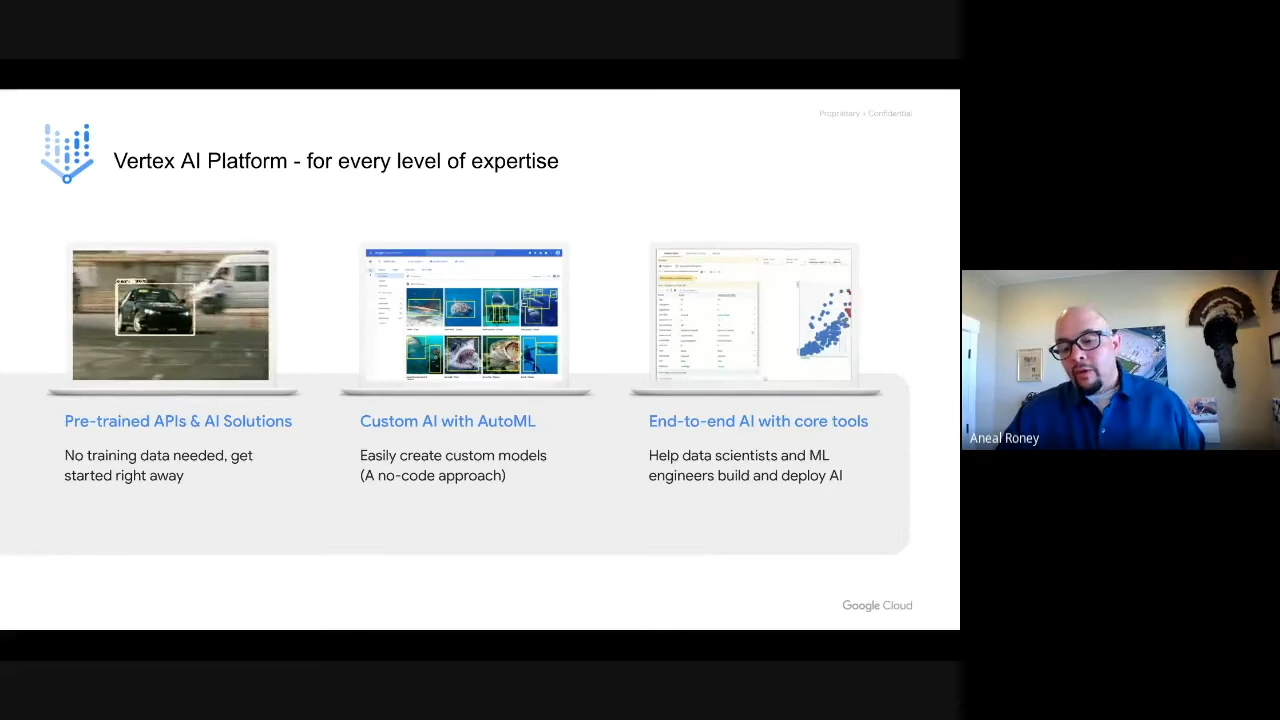 Proprietary + Confidential
Vertex AI Platform - for every level of expertise
Pre-trained APIs & AI Solutions
No training data needed, get
started right away
Custom AI with AutoML
Easily create custom models
(A no-code approach)
End-to-end AI with core tools
Help data scientists and ML
engineers build and deploy AI
Google Cloud
Aneal Roney